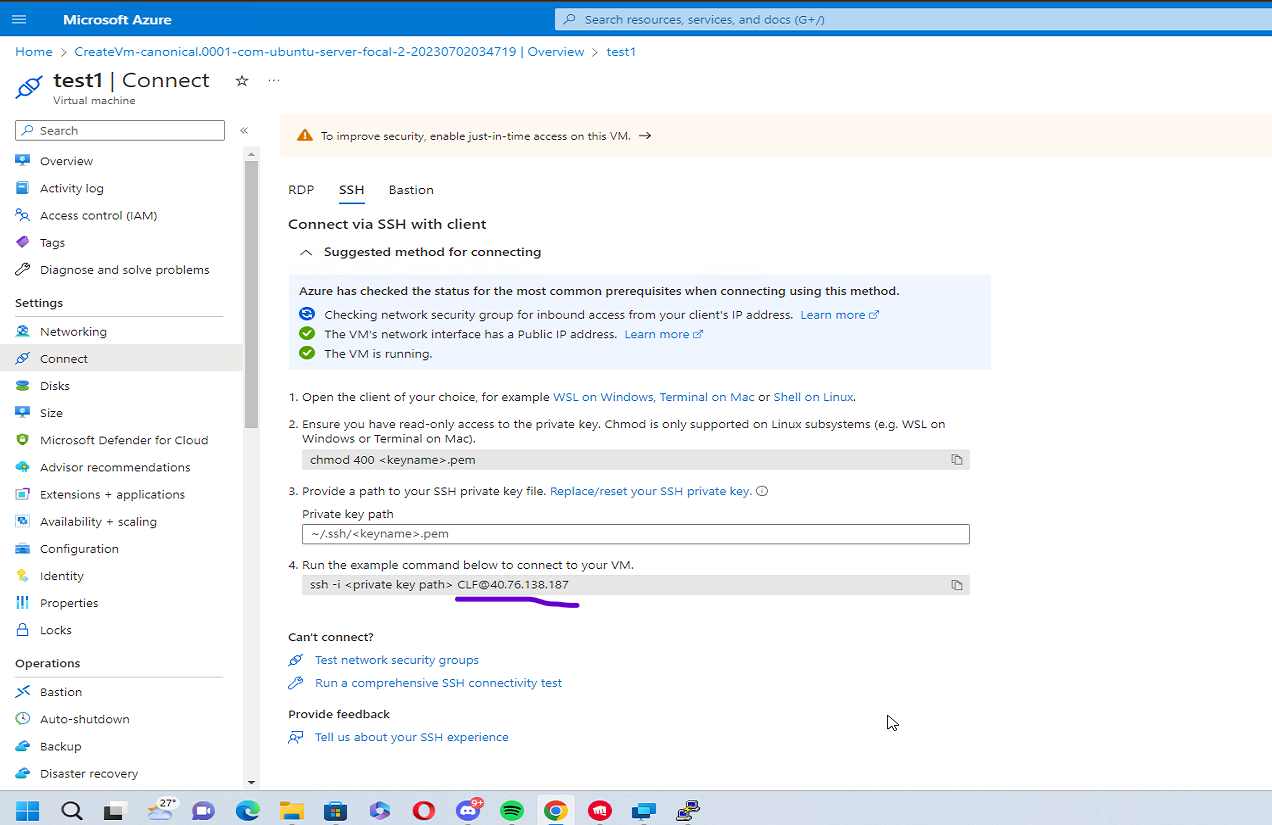 Microsoft Azure
Search resources, services, and docs (G+/)
Home > CreateVm-canonical.0001-com-ubuntu-server-focal-2-20230702034719 | Overview > test1
test1 | Connect
Virtual machine
Search
«
Overview
Activity log
Access control (IAM)
Tags
Diagnose and solve problems
Settings
Networking
Connect
Disks
Size
Microsoft Defender for Cloud
Advisor recommendations
Extensions + applications
Availability + scaling
Configuration
Identity
Properties
Locks
Operations
Bastion
Auto-shutdown
Backup
Disaster recovery
To improve security, enable just-in-time access on this VM. →
RDP SSH Bastion
Connect via SSH with client
Suggested method for connecting
Azure has checked the status for the most common prerequisites when connecting using this method.
Checking network security group for inbound access from your client's IP address. Learn more
The VM's network interface has a Public IP address. Learn more
The VM is running.
1. Open the client of your choice, for example WSL on Windows, Terminal on Mac or Shell on Linux.
2. Ensure you have read-only access to the private key. Chmod is only supported on Linux subsystems (e.g. WSL on
Windows or Terminal on Mac).
chmod 400 <keyname>.pem
3. Provide a path to your SSH private key file. Replace/reset your SSH private key.
Private key path
~/.ssh/<keyname>.pem
4. Run the example command below to connect to your VM.
ssh -i <private key path> CLF@40.76.138.187
Can't connect?
Test network security groups
Run a comprehensive SSH connectivity test
Provide feedback
Tell us about your SSH experience
27°
9+